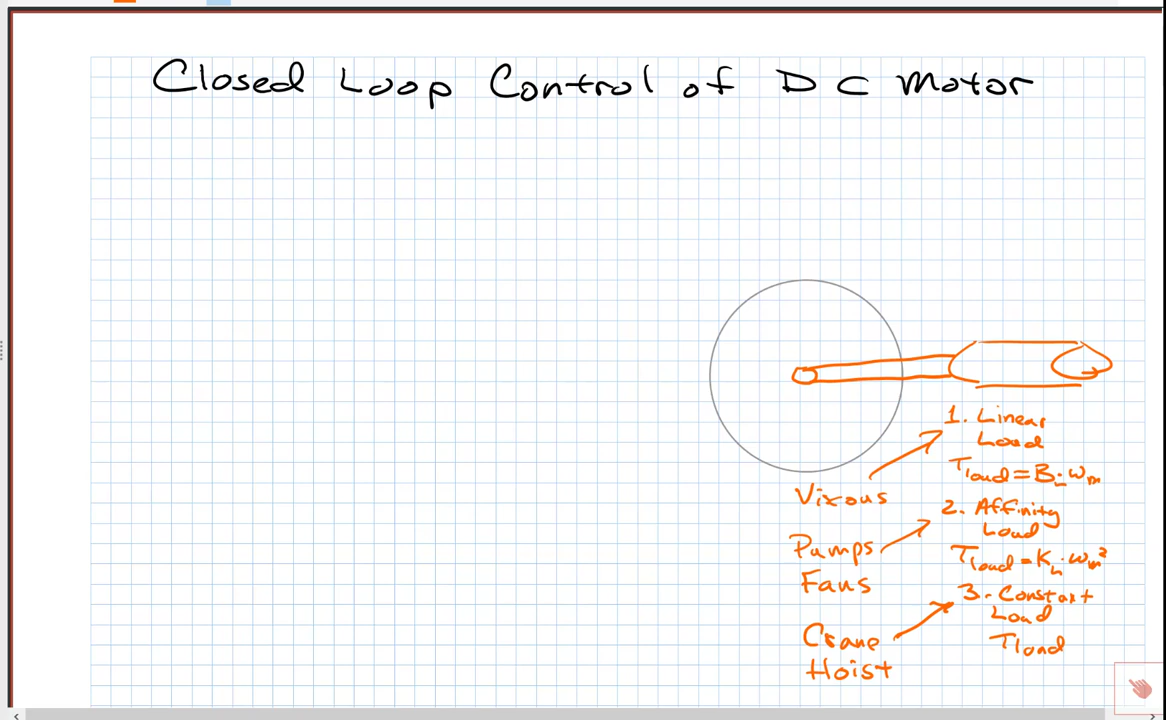 Closed Loop Control of DC Motor
1. Linear
Load
Tload = BL·ωm
Vixous
2. Affinity
Load
Pumps
Fans
Tload = KL·ωm²
3. Constant
Load
Tload
Crane
Hoist